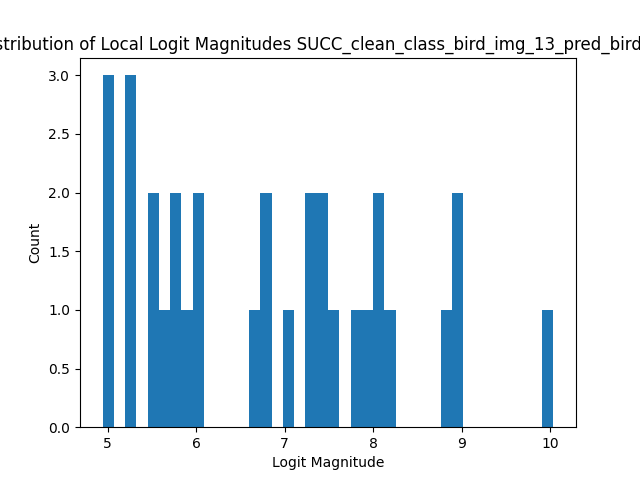 stribution of Local Logit Magnitudes SUCC_clean_class_bird_img_13_pred_bird
3.0
2.5
2.0
1.5
1.0
0.5
0.0
Count
5 6 7 8 9 10
Logit Magnitude